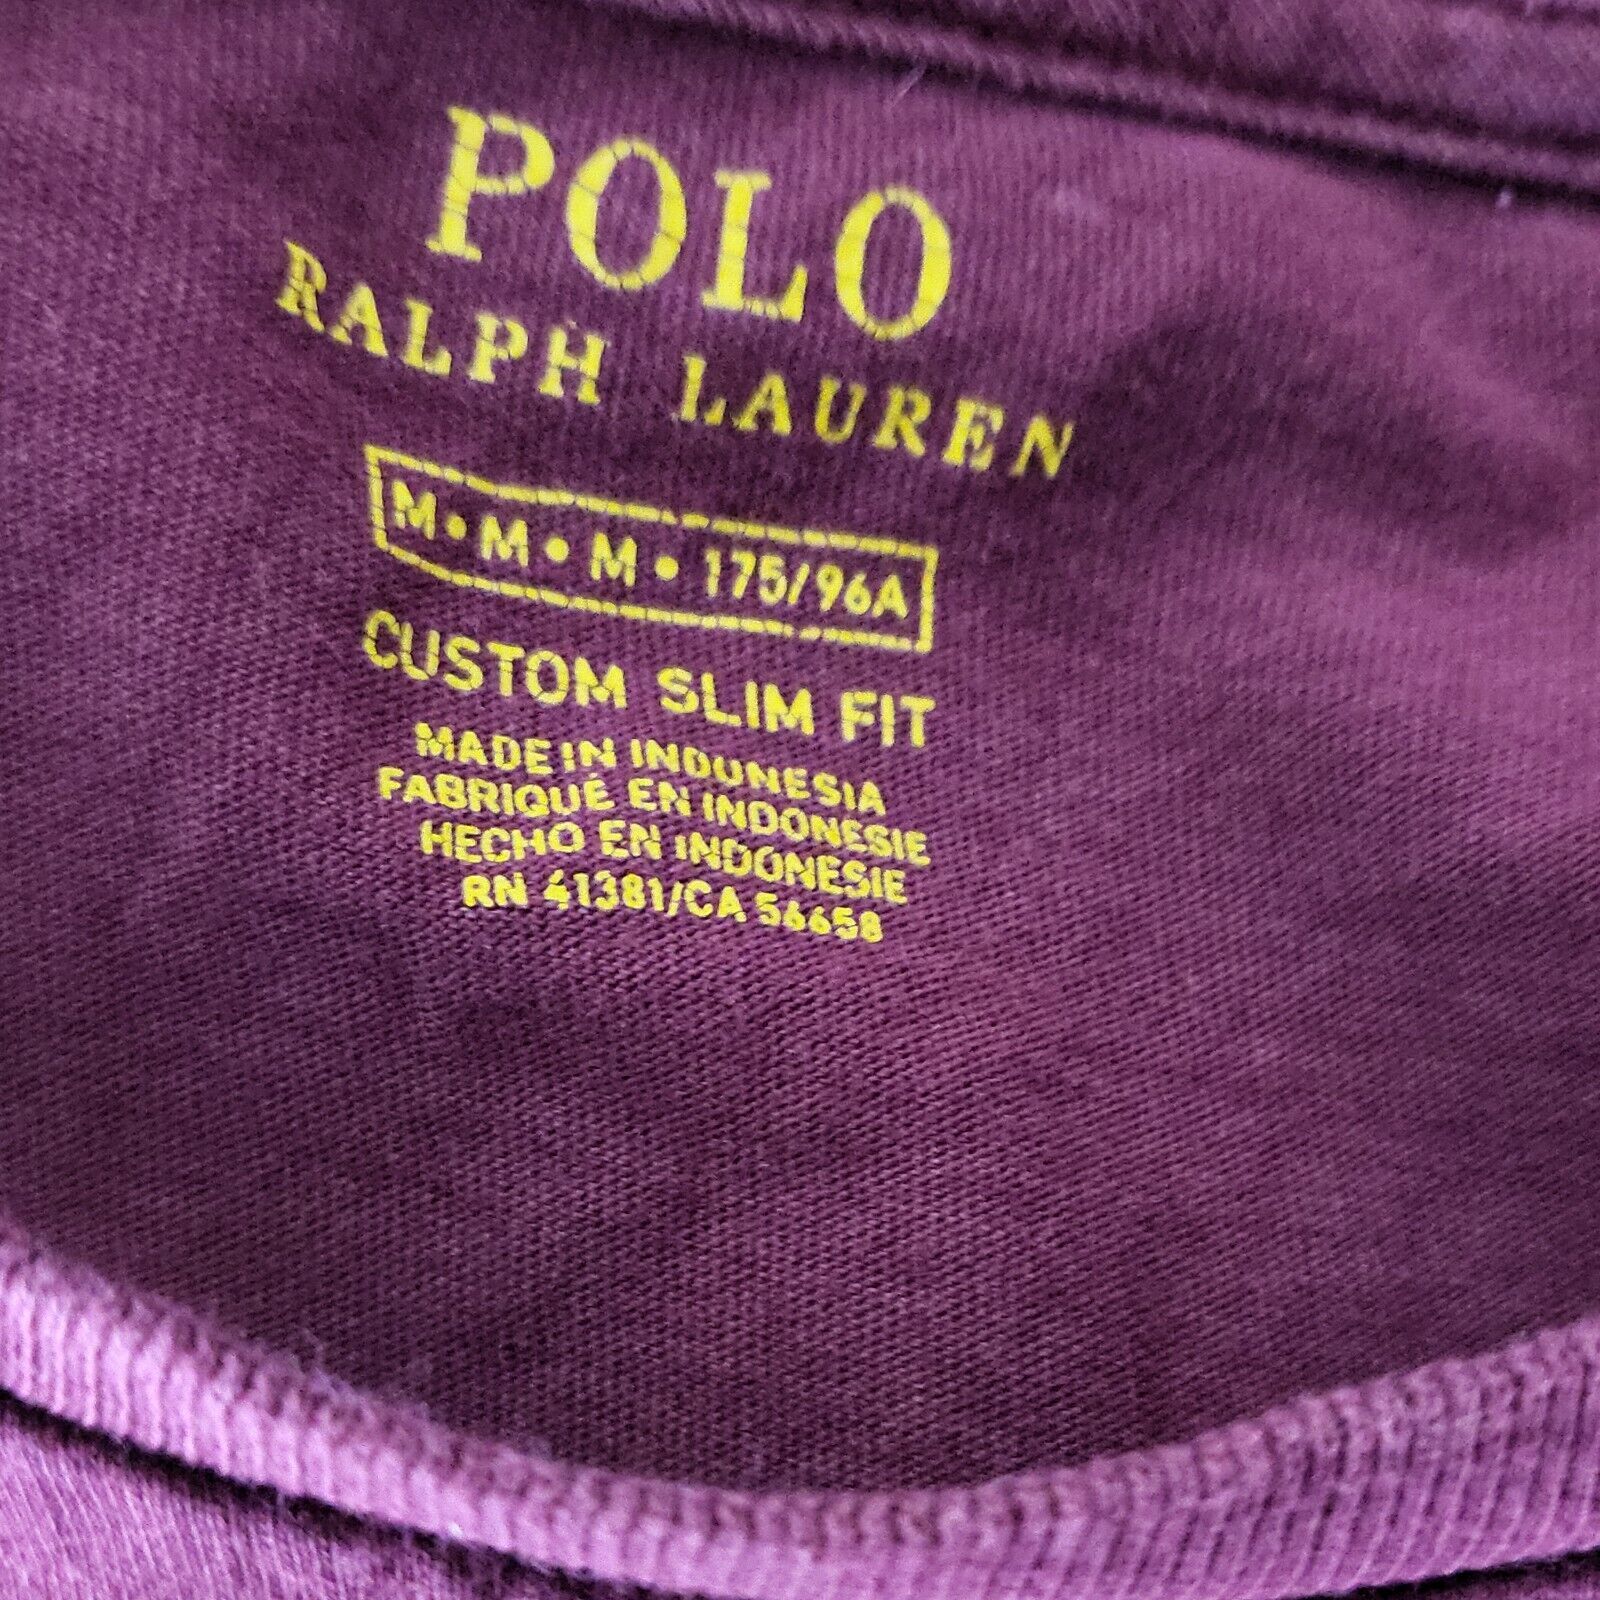 POLO
RALPH LAUREN
M • M • M • 175/96A
CUSTOM SLIM FIT
MADE IN INDONESIA
FABRIQUÉ EN INDONESIE
HECHO EN INDONESIE
RN 41381/CA 56658